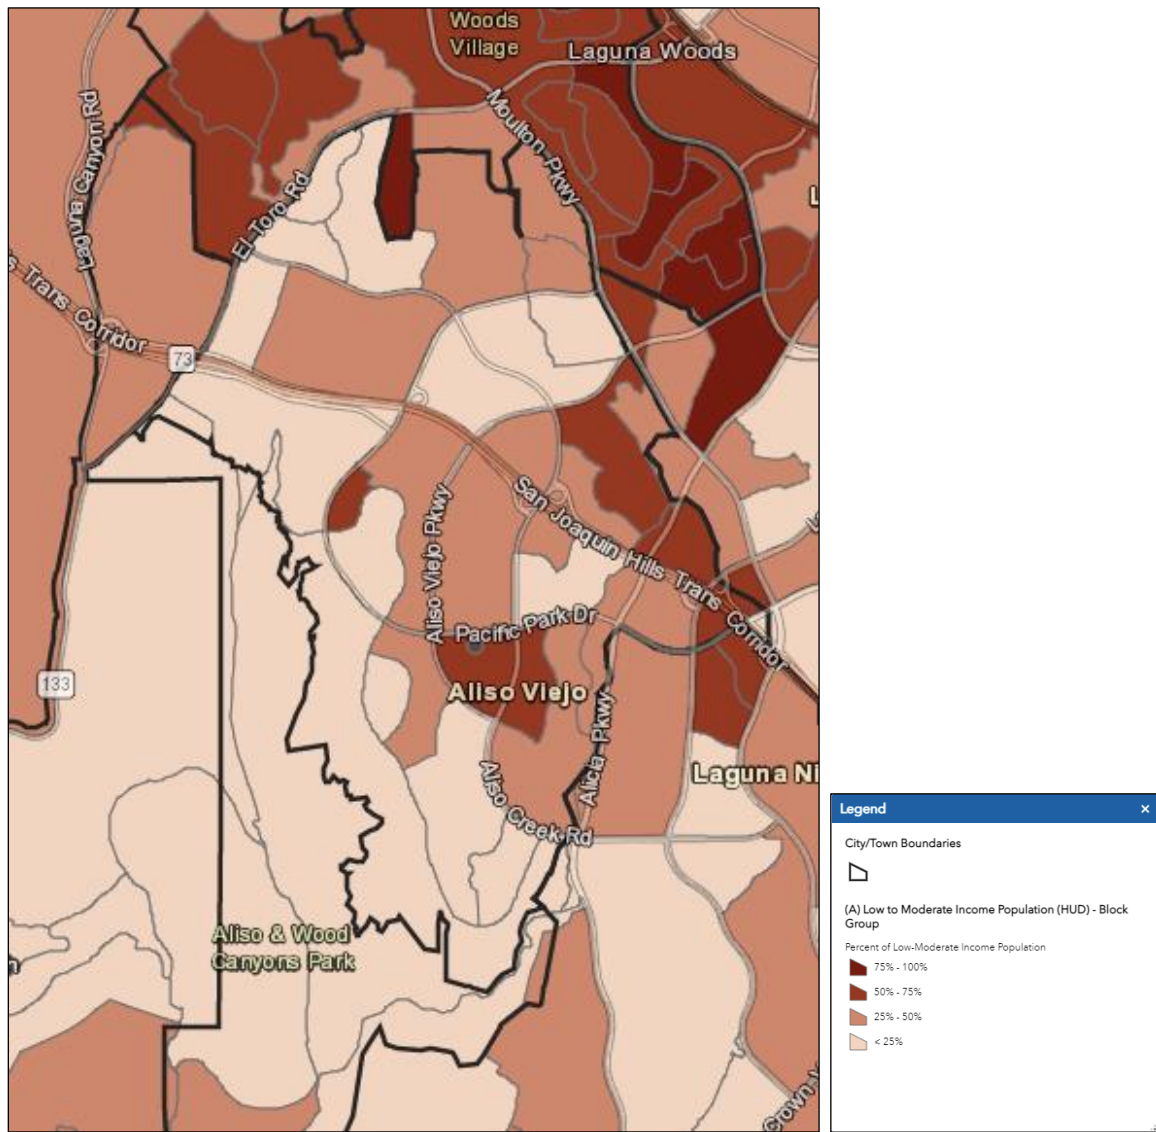 Woods
Village
Laguna Woods
Laguna Canyon Rd
Moulton Pkwy
El Toro Rd
s Trans Corridor
73
San Joaquin Hills Trans Corridor
Aliso Viejo Pkwy
Pacific Park Dr
133
Aliso Viejo
Alicia Pkwy
Laguna Ni
Aliso Creek Rd
Aliso & Wood
Canyons Park
Crown
Legend
×
City/Town Boundaries
(A) Low to Moderate Income Population (HUD) - Block
Group
Percent of Low-Moderate Income Population
75% - 100%
50% - 75%
25% - 50%
< 25%